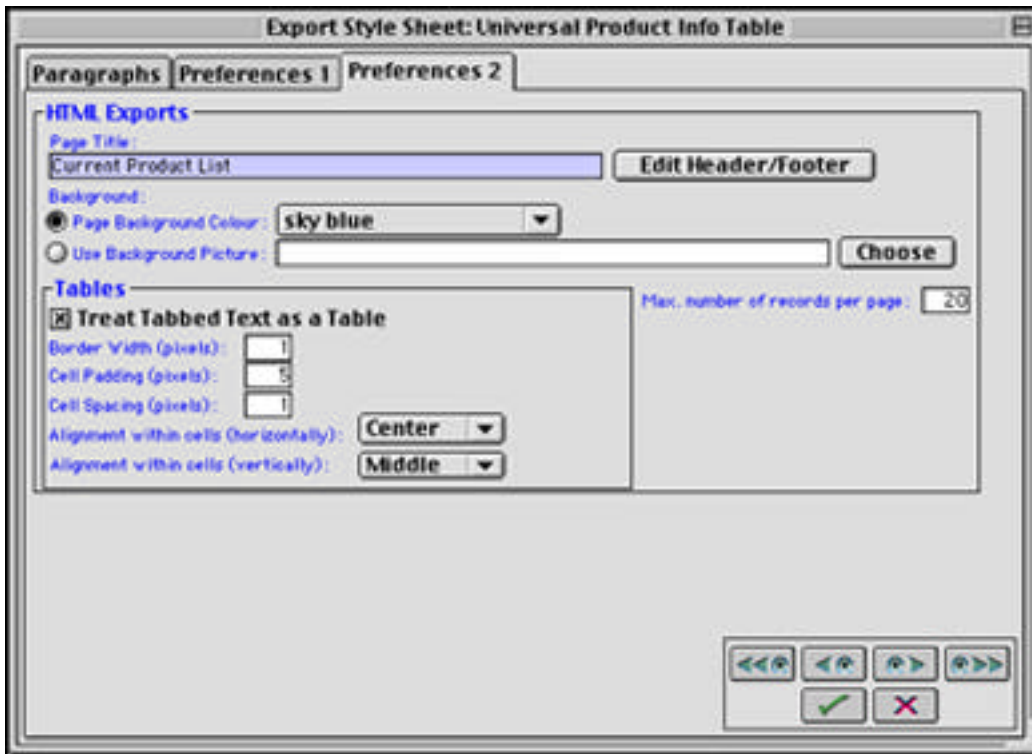 Export Style Sheet: Universal Product Info Table
Paragraphs Preferences 1 Preferences 2
HTML Exports
Page Title:
Current Product List Edit Header/Footer
Background:
Page Background Colour: sky blue
Use Background Picture: Choose
Tables
Max. number of records per page: 20
Treat Tabbed Text as a Table
Border Width (pixels): 1
Cell Padding (pixels): 5
Cell Spacing (pixels): 1
Alignment within cells (horizontally): Center
Alignment within cells (vertically): Middle